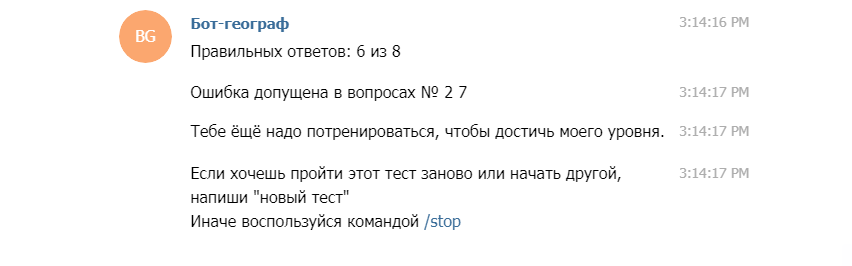 BG
Бот-географ
3:14:16 PM
Правильных ответов: 6 из 8
Ошибка допущена в вопросах № 2 7
3:14:17 PM
Тебе ёщё надо потренироваться, чтобы достичь моего уровня.
3:14:17 PM
Если хочешь пройти этот тест заново или начать другой,
3:14:17 PM
напиши "новый тест"
Иначе воспользуйся командой /stop